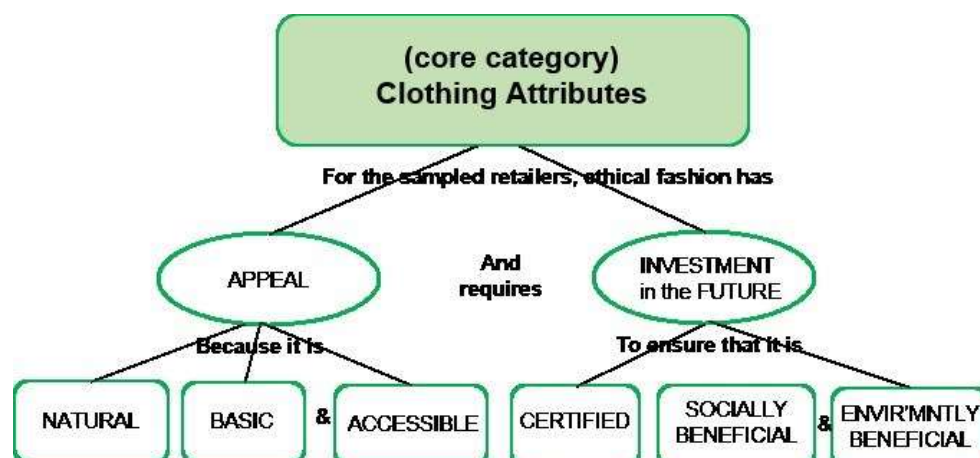 (core category)
Clothing Attributes
For the sampled retailers, ethical fashion has
APPEAL
And
requires
INVESTMENT
in the FUTURE
Because it is
To ensure that it is
NATURAL
BASIC
&
ACCESSIBLE
CERTIFIED
SOCIALLY
BENEFICIAL
&
ENVIR'MNTLY
BENEFICIAL